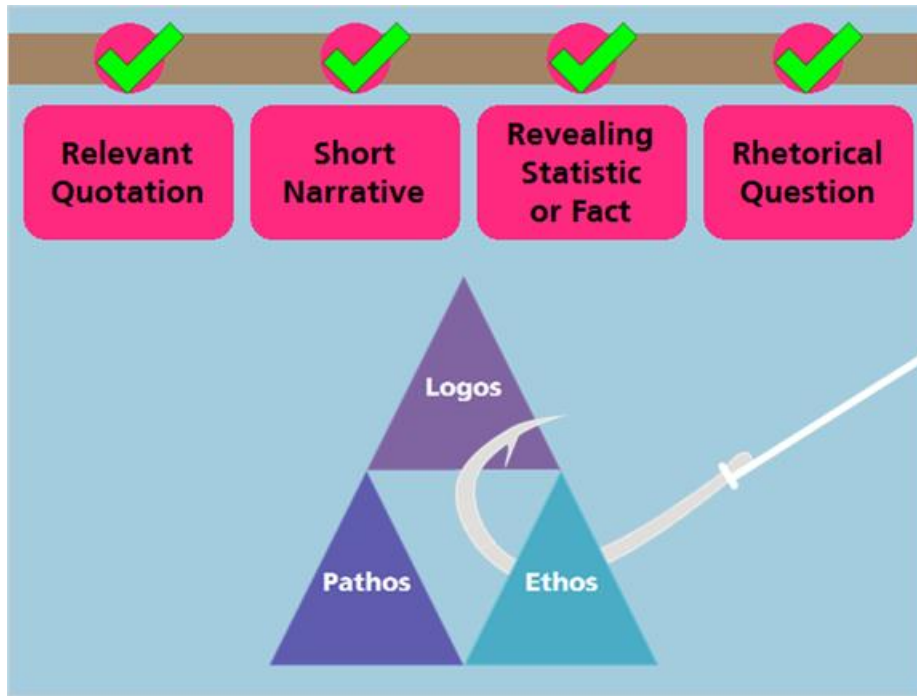 Relevant
Quotation
Short
Narrative
Revealing
Statistic
or Fact
Rhetorical
Question
Logos
Pathos
Ethos